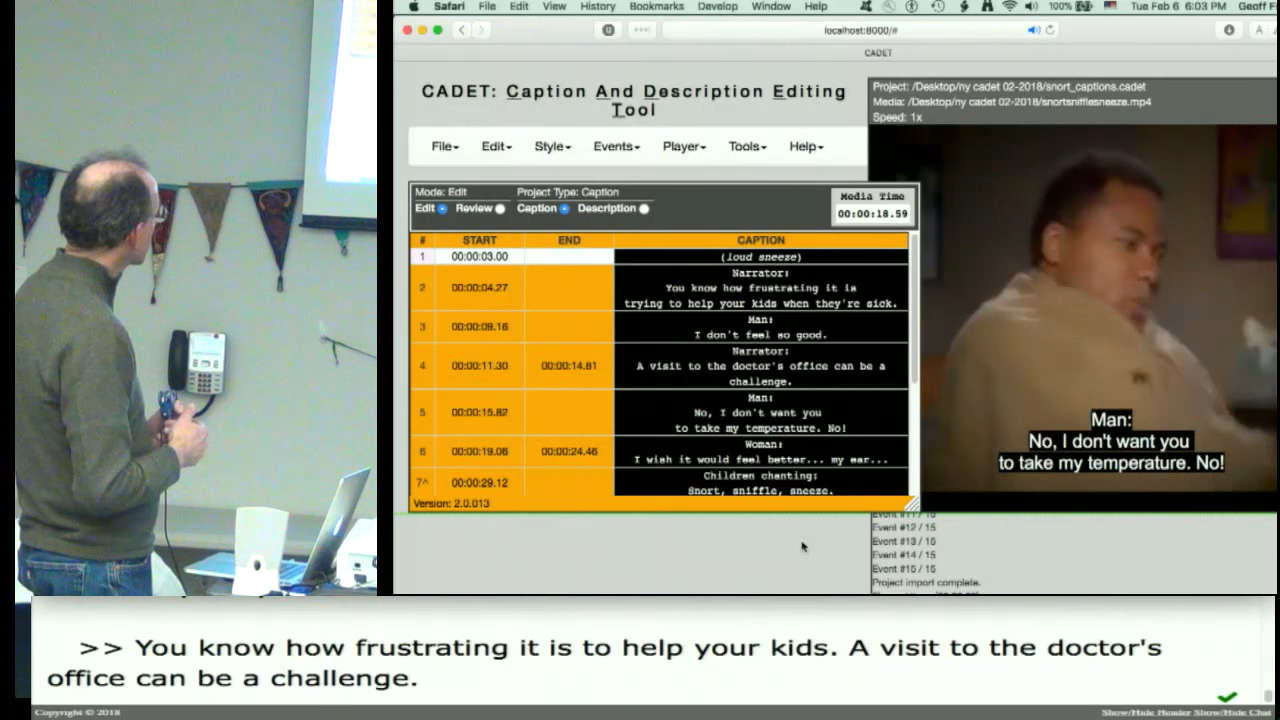 Safari File Edit View History Bookmarks Develop Window Help 100% Tue Feb 6 6:03 PM Geoff
localhost:8000/#
CADET
CADET: Caption And Description Editing
Tool
File Edit Style Events Player Tools Help
Mode: Edit Project Type: Caption
Edit Review Caption Description
Media Time
00:00:18.59
# START END CAPTION
1 00:00:03.00 (loud sneeze)
2 00:00:04.27 Narrator:
You know how frustrating it is
trying to help your kids when they're sick.
3 00:00:09.16 Man:
I don't feel so good.
4 00:00:11.30 00:00:14.81 Narrator:
A visit to the doctor's office can be a
challenge.
5 00:00:15.82 Man:
No, I don't want you
to take my temperature. No!
6 00:00:19.06 00:00:24.46 Woman:
I wish it would feel better... my ear...
7^ 00:00:29.12 Children chanting:
Snort, sniffle, sneeze.
Version: 2.0.013
Project: /Desktop/ny cadet 02-2018/snort_captions.cadet
Media: /Desktop/ny cadet 02-2018/snortsnifflesneeze.mp4
Speed: 1x
Man:
No, I don't want you
to take my temperature. No!
Event #11 / 15
Event #12 / 15
Event #13 / 15
Event #14 / 15
Event #15 / 15
Project import complete.
>> You know how frustrating it is to help your kids. A visit to the doctor's
office can be a challenge.
Copyright © 2018
Show/Hide Header Show/Hide Chat